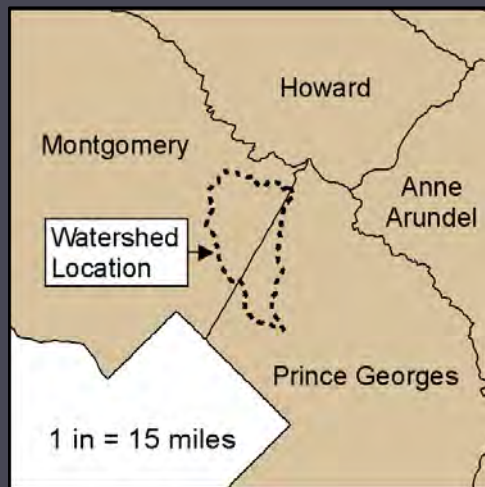 Howard
Montgomery
Anne
Arundel
Watershed
Location
Prince Georges
1 in = 15 miles